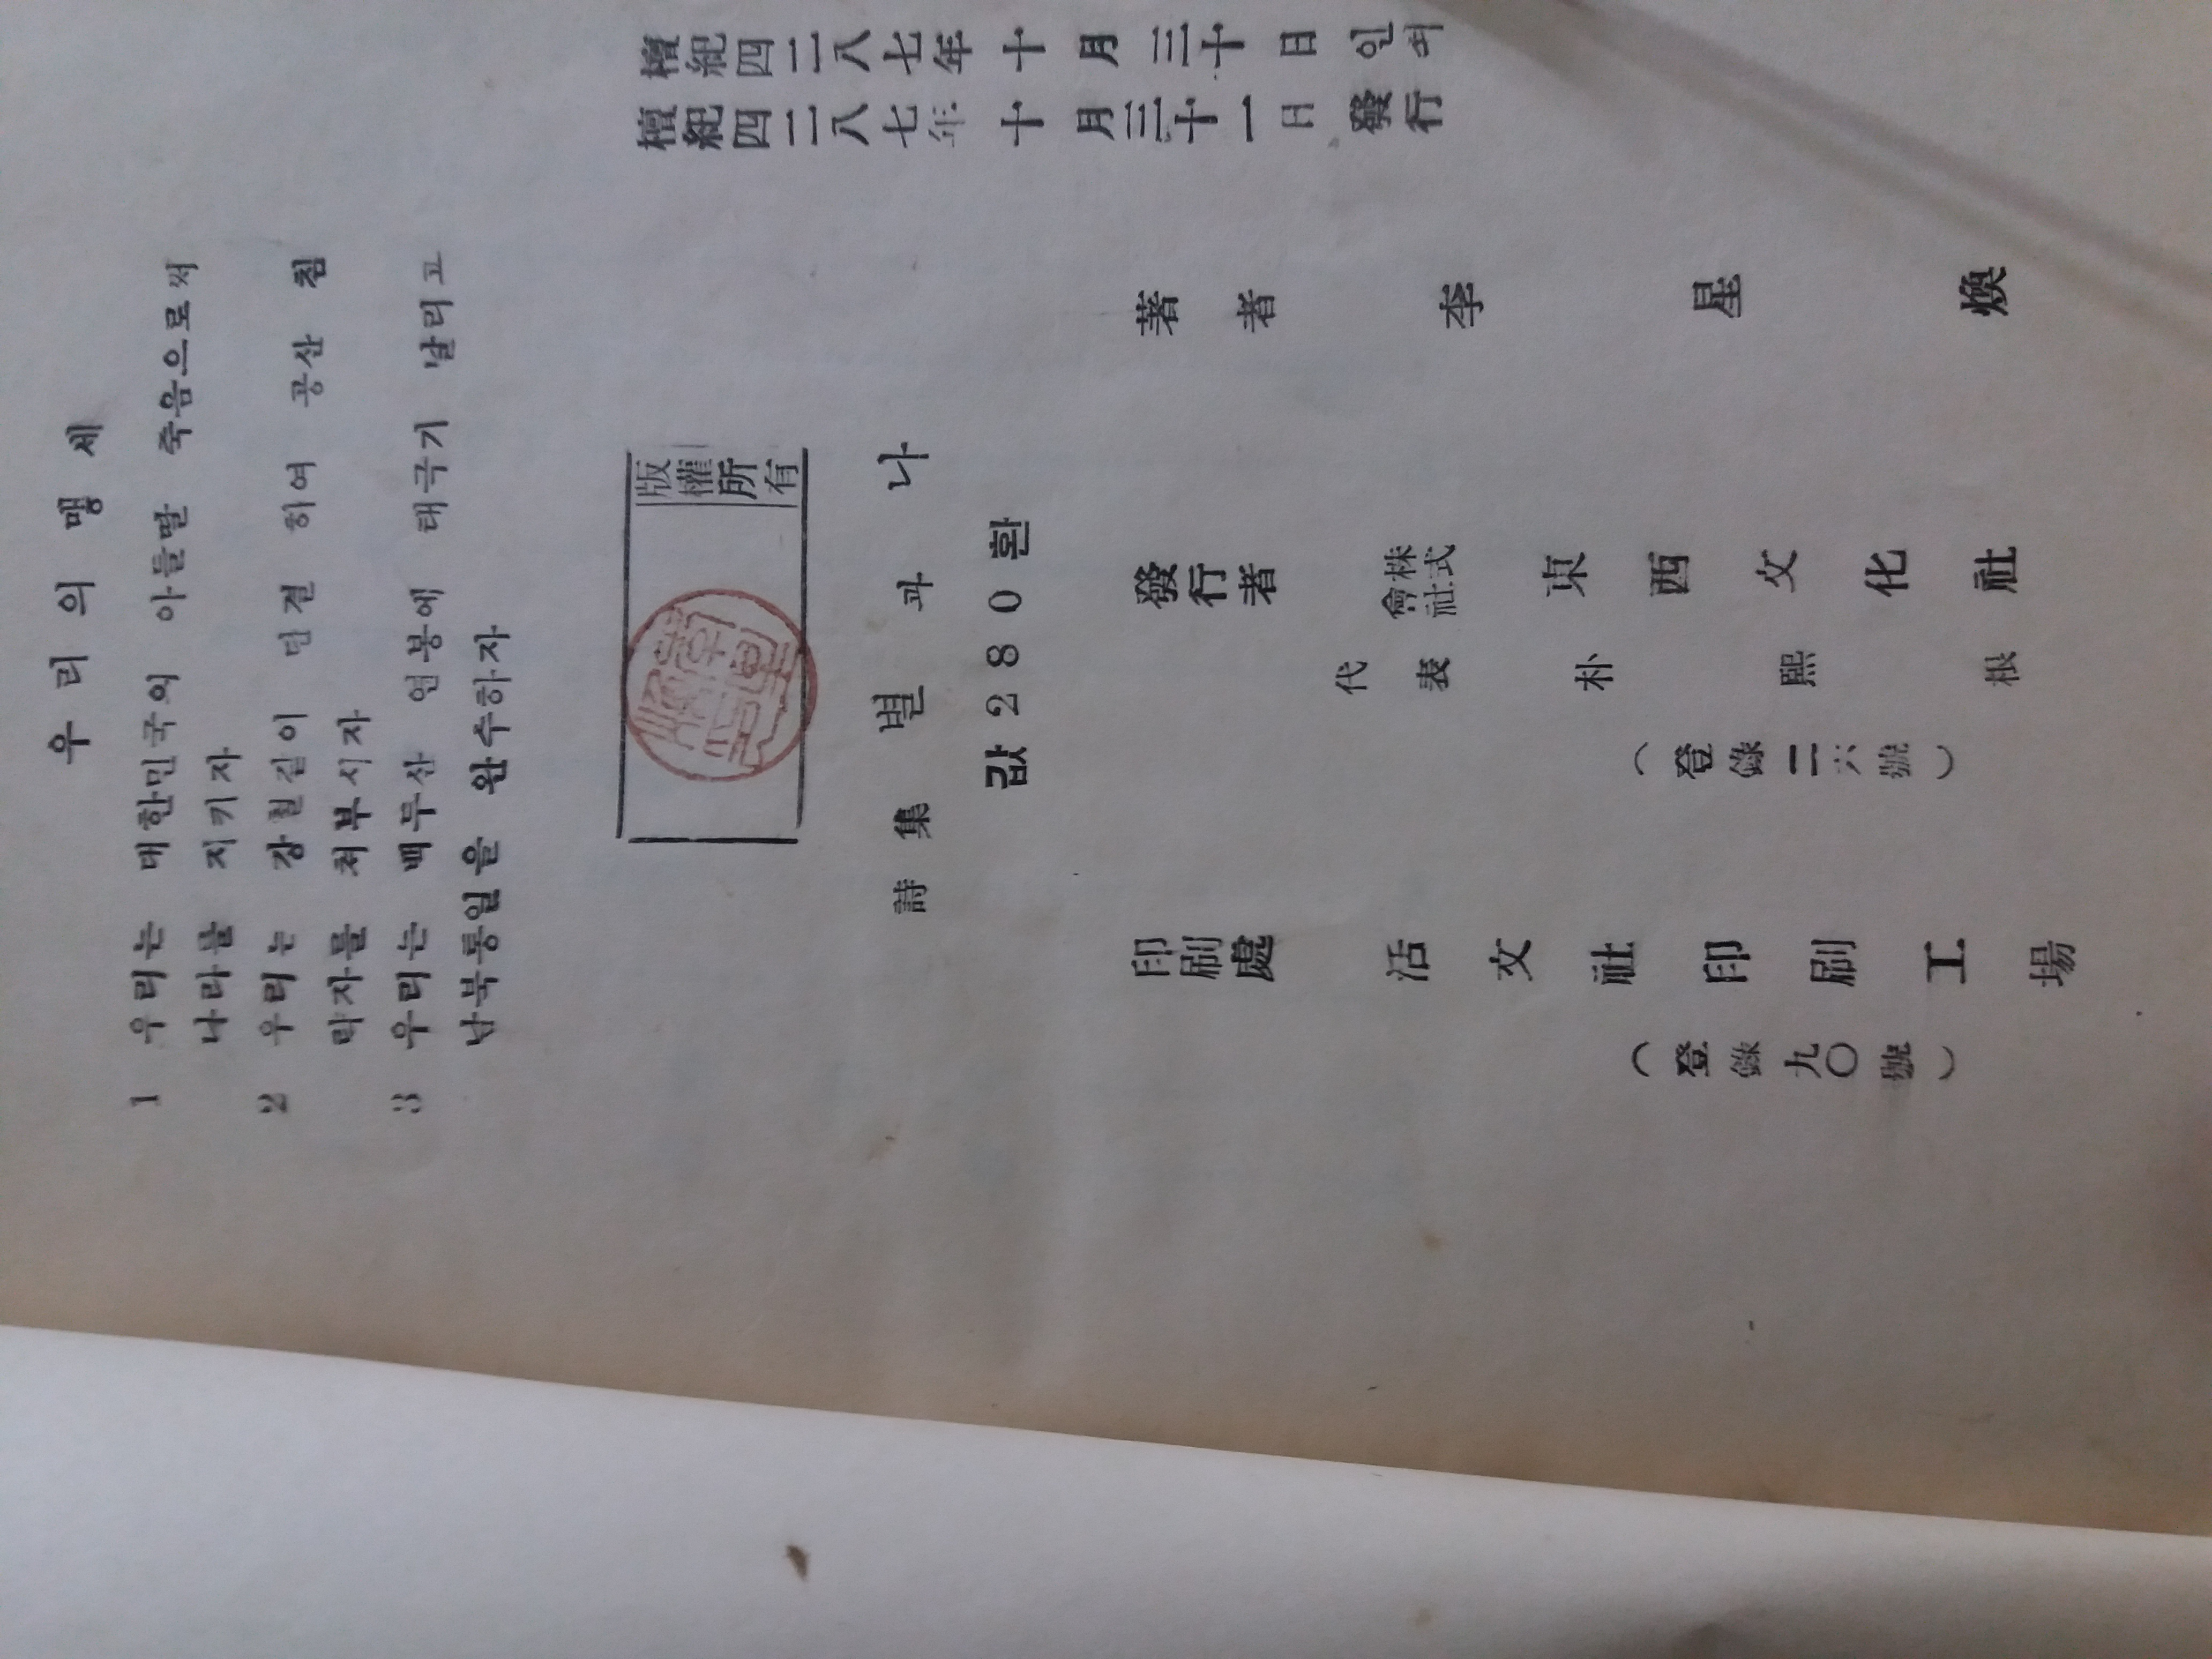 우리의 맹세
1 우리는 대한민국의 아들딸 죽음으로써
나라를 지키자
2 우리는 강철같이 단결 하여 공산 침
략자를 쳐부시자
3 우리는 백두산 영봉에 태극기 날리고
남북통일을 완수하자
版權所有
詩集 별과 나
값 280 환
檀紀四二八七年 十月 三十 日 인쇄
檀紀四二八七年 十月三十一日 發行
著者 李星煥
發行者 株式會社 東西文化社
代表 朴熙根
(登錄一六號)
印刷處 活文社印刷工場
(登錄九〇號)